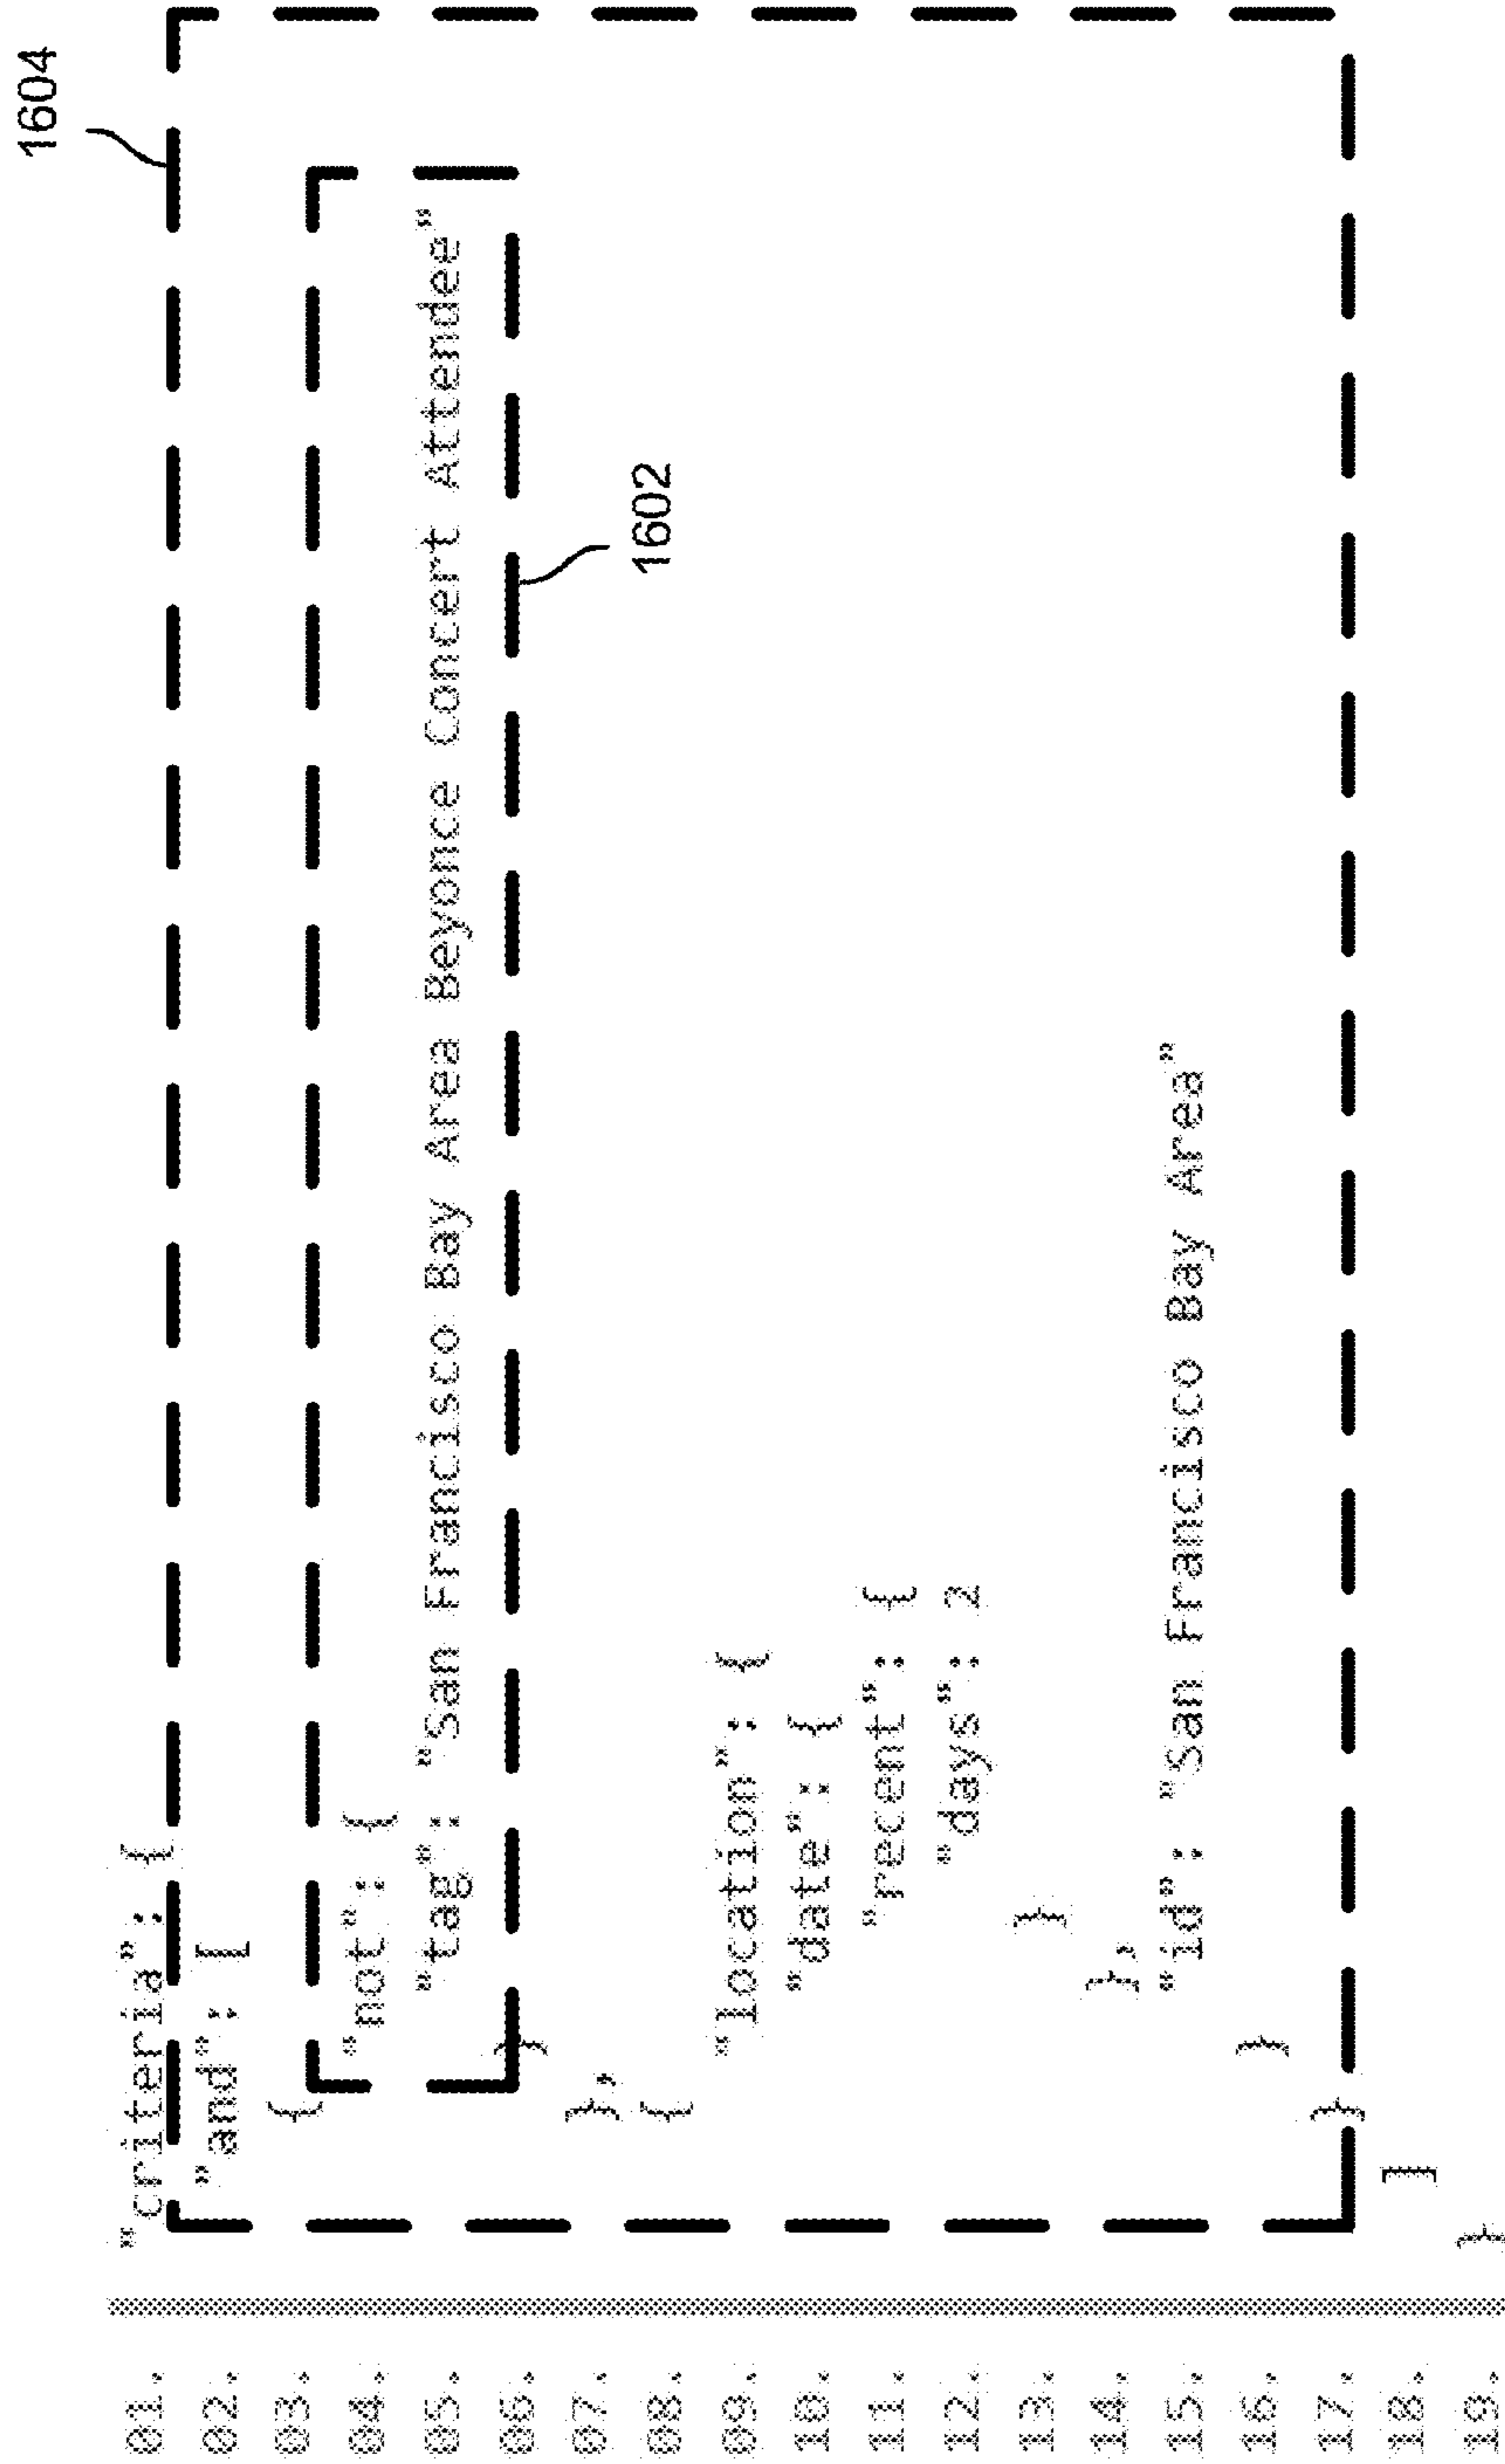 1604
01. "criteria": {
02. "and": [
03. {
04. "not": {
05. "tag": "San Francisco Bay Area Beyonce Concert Attendee"
06. }
1602
07. },
08. {
09. "location": {
10. "date": {
11. "recent": {
12. "days": 2
13. }
14. },
15. "id": "San Francisco Bay Area"
16. }
17. }
18. ]
19. }